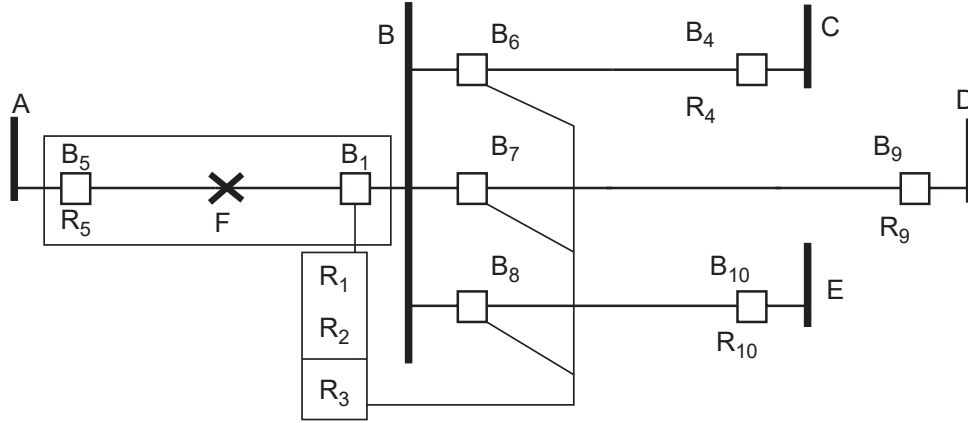 B B₆ B₄ C
A B₅ B₁ B₇ R₄ B₉ D
R₅ F R₉
R₁ B₈ B₁₀ E
R₂ R₁₀
R₃